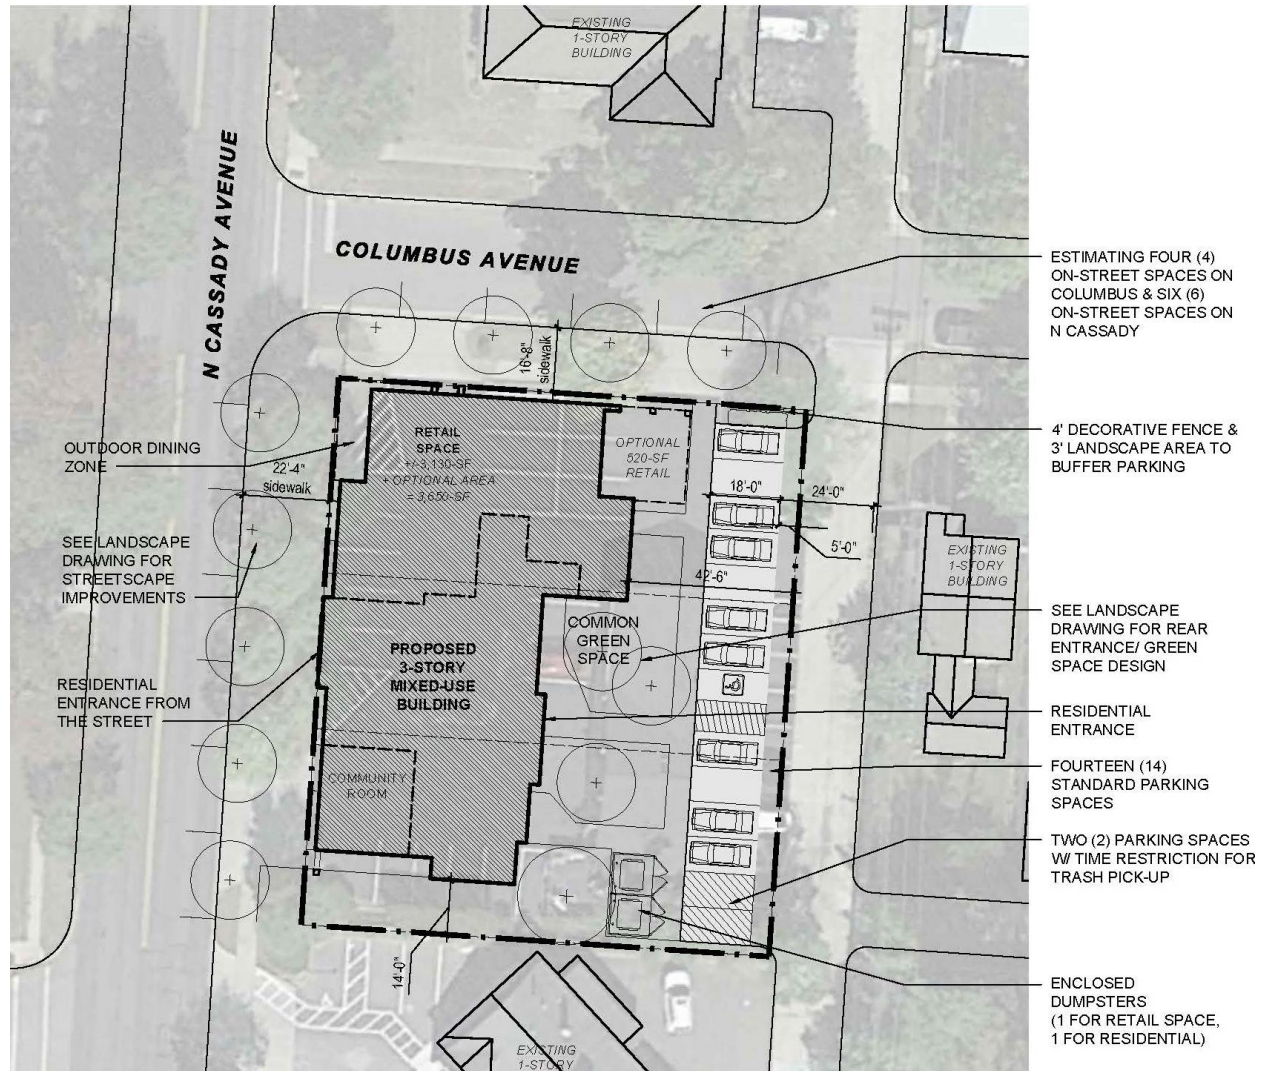 EXISTING
1-STORY
BUILDING
N CASSADY AVENUE
COLUMBUS AVENUE
ESTIMATING FOUR (4)
ON-STREET SPACES ON
COLUMBUS & SIX (6)
ON-STREET SPACES ON
N CASSADY
16'-8"
sidewalk
OUTDOOR DINING
ZONE
22'-4"
sidewalk
RETAIL
SPACE
+/-3,130-SF
+ OPTIONAL AREA
= 3,650-SF
OPTIONAL
520-SF
RETAIL
4' DECORATIVE FENCE &
3' LANDSCAPE AREA TO
BUFFER PARKING
18'-0"
24'-0"
5'-0"
42'-6"
SEE LANDSCAPE
DRAWING FOR
STREETSCAPE
IMPROVEMENTS
EXISTING
1-STORY
BUILDING
COMMON
GREEN
SPACE
SEE LANDSCAPE
DRAWING FOR REAR
ENTRANCE/ GREEN
SPACE DESIGN
PROPOSED
3-STORY
MIXED-USE
BUILDING
RESIDENTIAL
ENTRANCE FROM
THE STREET
RESIDENTIAL
ENTRANCE
COMMUNITY
ROOM
FOURTEEN (14)
STANDARD PARKING
SPACES
TWO (2) PARKING SPACES
W/ TIME RESTRICTION FOR
TRASH PICK-UP
14'-0"
ENCLOSED
DUMPSTERS
(1 FOR RETAIL SPACE,
1 FOR RESIDENTIAL)
EXISTING
1-STORY